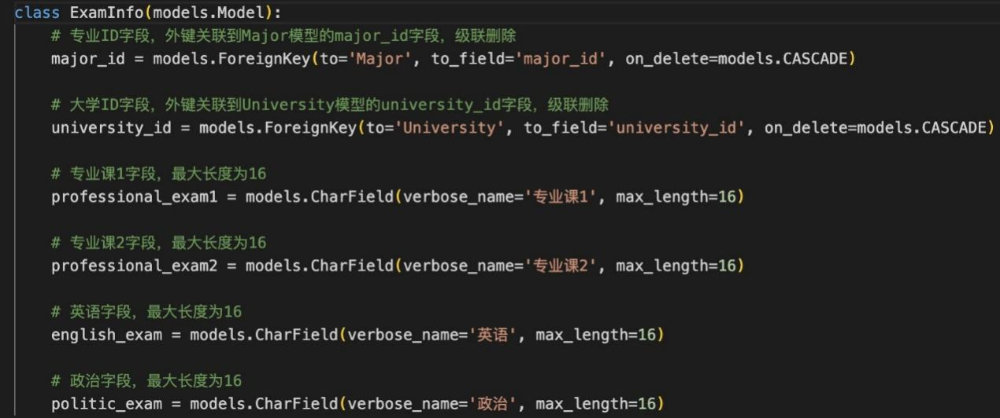 class ExamInfo(models.Model):
# 专业ID字段，外键关联到Major模型的major_id字段，级联删除
major_id = models.ForeignKey(to='Major', to_field='major_id', on_delete=models.CASCADE)
# 大学ID字段，外键关联到University模型的university_id字段，级联删除
university_id = models.ForeignKey(to='University', to_field='university_id', on_delete=models.CASCADE)
# 专业课1字段，最大长度为16
professional_exam1 = models.CharField(verbose_name='专业课1', max_length=16)
# 专业课2字段，最大长度为16
professional_exam2 = models.CharField(verbose_name='专业课2', max_length=16)
# 英语字段，最大长度为16
english_exam = models.CharField(verbose_name='英语', max_length=16)
# 政治字段，最大长度为16
politic_exam = models.CharField(verbose_name='政治', max_length=16)